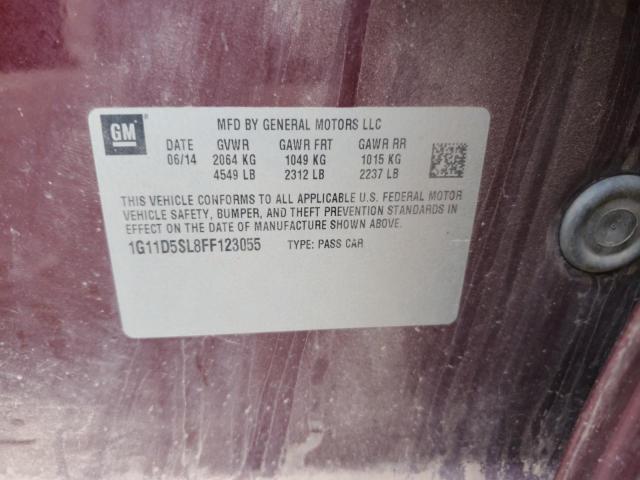 GM
MFD BY GENERAL MOTORS LLC
DATE GVWR GAWR FRT GAWR RR
06/14 2064 KG 1049 KG 1015 KG
4549 LB 2312 LB 2237 LB
THIS VEHICLE CONFORMS TO ALL APPLICABLE U.S. FEDERAL MOTOR
VEHICLE SAFETY, BUMPER, AND THEFT PREVENTION STANDARDS IN
EFFECT ON THE DATE OF MANUFACTURE SHOWN ABOVE.
1G11D5SL8FF123055 TYPE: PASS CAR